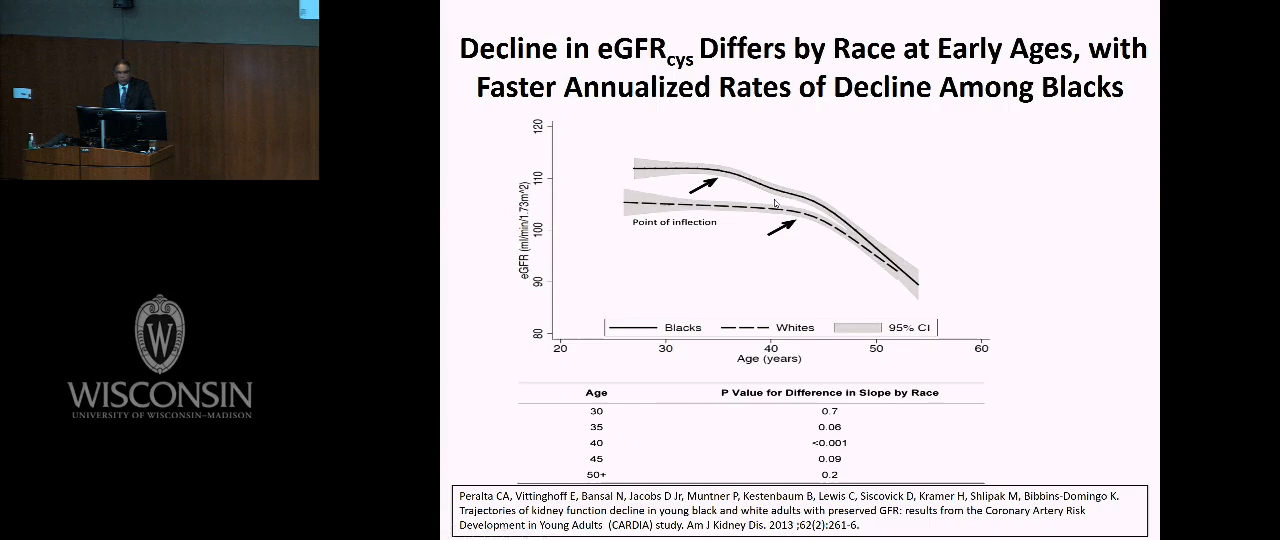 Decline in eGFRcys Differs by Race at Early Ages, with
Faster Annualized Rates of Decline Among Blacks
120
110
100
90
80
eGFR (ml/min/1.73m^2)
Point of inflection
Blacks
Whites
95% CI
20
30
40
50
60
Age (years)
Age P Value for Difference in Slope by Race
30 0.7
35 0.06
40 <0.001
45 0.09
50+ 0.2
Peralta CA, Vittinghoff E, Bansal N, Jacobs D Jr, Muntner P, Kestenbaum B, Lewis C, Siscovick D, Kramer H, Shlipak M, Bibbins-Domingo K.
Trajectories of kidney function decline in young black and white adults with preserved GFR: results from the Coronary Artery Risk
Development in Young Adults (CARDIA) study. Am J Kidney Dis. 2013 ;62(2):261-6.
W
WISCONSIN
UNIVERSITY OF WISCONSIN–MADISON